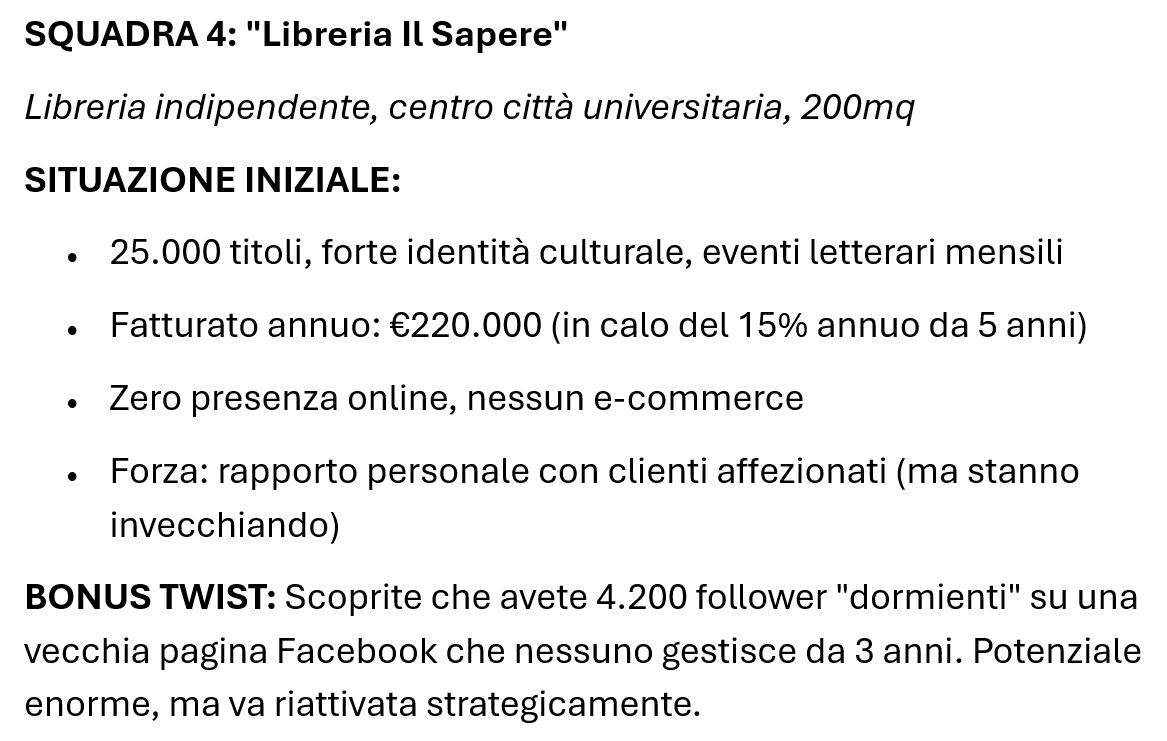 SQUADRA 4: "Libreria Il Sapere"
Libreria indipendente, centro città universitaria, 200mq
SITUAZIONE INIZIALE:
• 25.000 titoli, forte identità culturale, eventi letterari mensili
• Fatturato annuo: €220.000 (in calo del 15% annuo da 5 anni)
• Zero presenza online, nessun e-commerce
• Forza: rapporto personale con clienti affezionati (ma stanno
invecchiando)
BONUS TWIST: Scoprite che avete 4.200 follower "dormienti" su una
vecchia pagina Facebook che nessuno gestisce da 3 anni. Potenziale
enorme, ma va riattivata strategicamente.